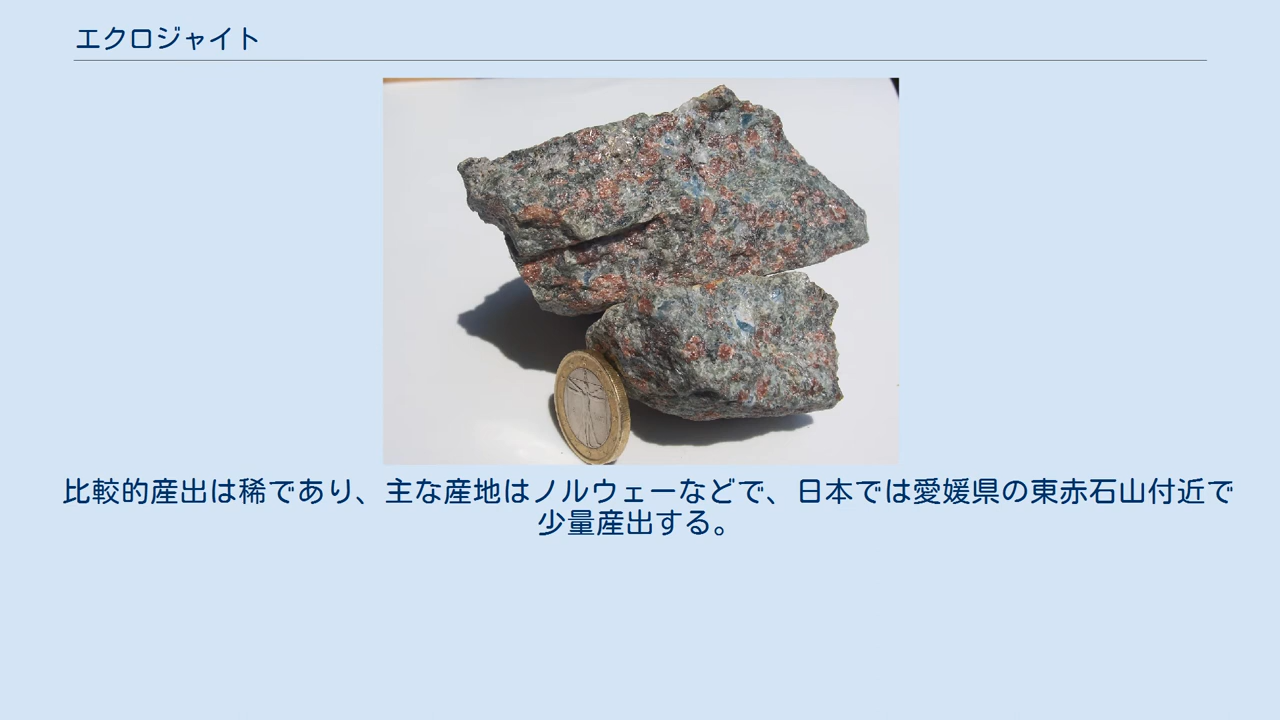 エクロジャイト
比較的産出は稀であり、主な産地はノルウェーなどで、日本では愛媛県の東赤石山付近で
少量産出する。